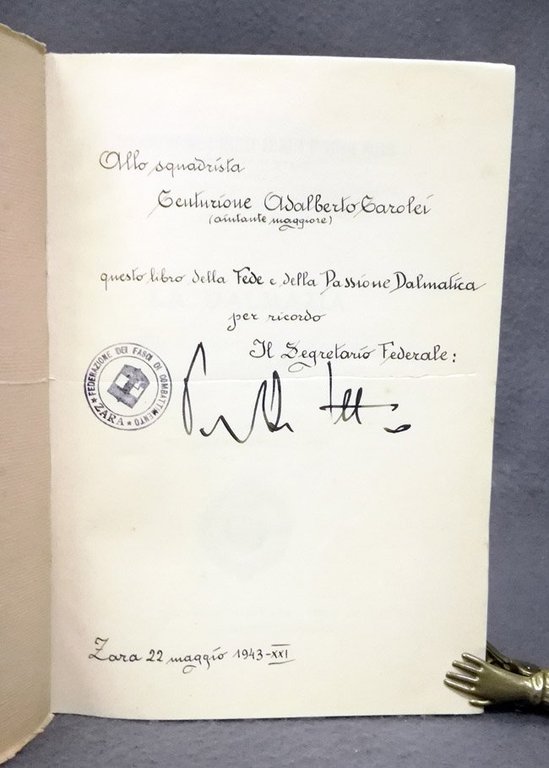 Allo squadrista
Centurione Adalberto Carolei
(aiutante maggiore)
questo libro della Fede e della Passione Dalmatica
per ricordo
Il Segretario Federale:
FEDERAZIONE DEI FASCI DI COMBATTIMENTO
★ ZARA ★
Zara 22 maggio 1943-XXI